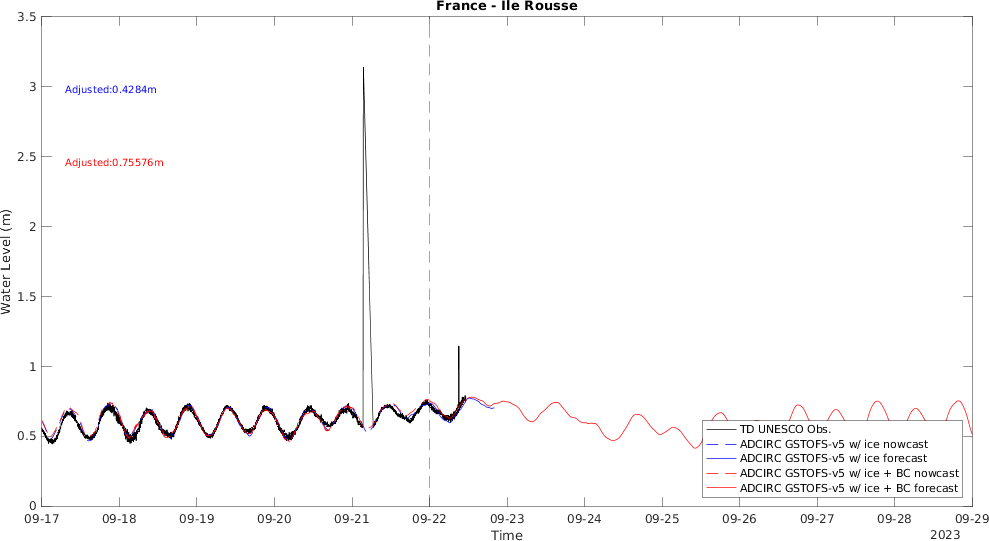 France - Ile Rousse
Adjusted:0.4284m
Adjusted:0.75576m
Water Level (m)
3.5
3
2.5
2
1.5
1
0.5
0
TD UNESCO Obs.
ADCIRC GSTOFS-v5 w/ ice nowcast
ADCIRC GSTOFS-v5 w/ ice forecast
ADCIRC GSTOFS-v5 w/ ice + BC nowcast
ADCIRC GSTOFS-v5 w/ ice + BC forecast
09-17 09-18 09-19 09-20 09-21 09-22 09-23 09-24 09-25 09-26 09-27 09-28 09-29
Time
2023